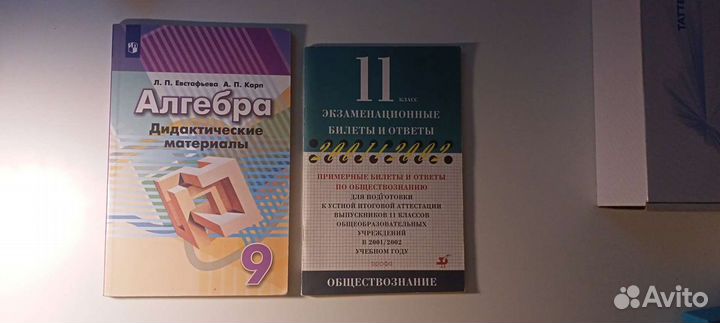 Л. П. Евстафьева А. П. Карп
Алгебра
Дидактические
материалы
9
11
КЛАСС
ЭКЗАМЕНАЦИОННЫЕ
БИЛЕТЫ И ОТВЕТЫ
ПРИМЕРНЫЕ БИЛЕТЫ И ОТВЕТЫ
ПО ОБЩЕСТВОЗНАНИЮ
ДЛЯ ПОДГОТОВКИ
К УСТНОЙ ИТОГОВОЙ АТТЕСТАЦИИ
ВЫПУСКНИКОВ 11 КЛАССОВ
ОБЩЕОБРАЗОВАТЕЛЬНЫХ
УЧРЕЖДЕНИЙ
В 2001/2002
УЧЕБНОМ ГОДУ
дрофа
ОБЩЕСТВОЗНАНИЕ
Avito